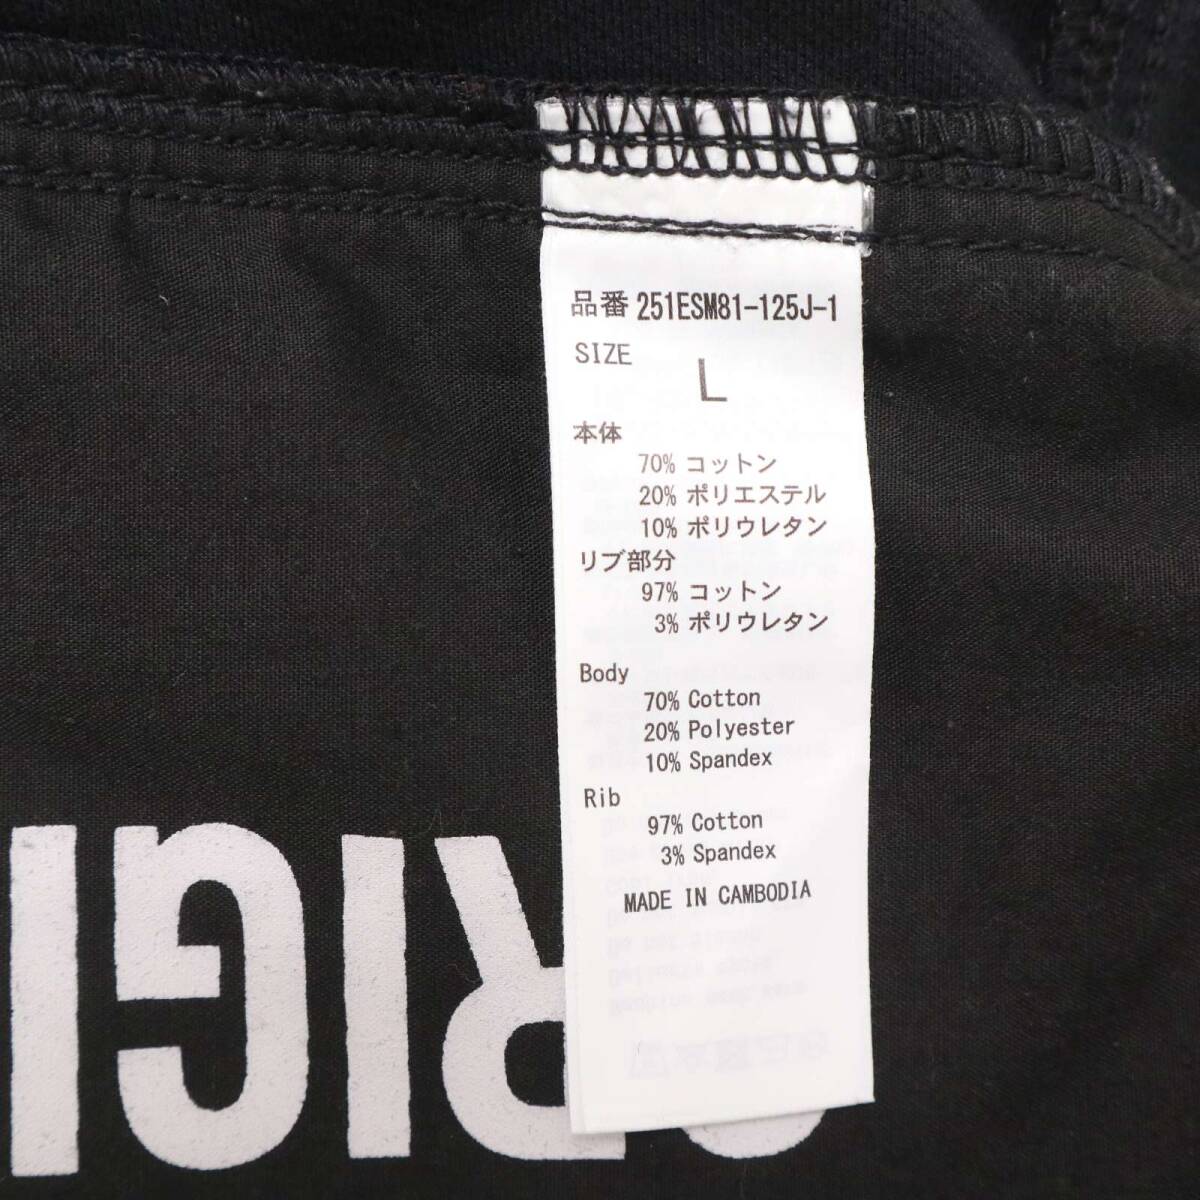 品番 251ESM81-125J-1
SIZE L
本体
70% コットン
20% ポリエステル
10% ポリウレタン
リブ部分
97% コットン
3% ポリウレタン
Body
70% Cotton
20% Polyester
10% Spandex
Rib
97% Cotton
3% Spandex
MADE IN CAMBODIA